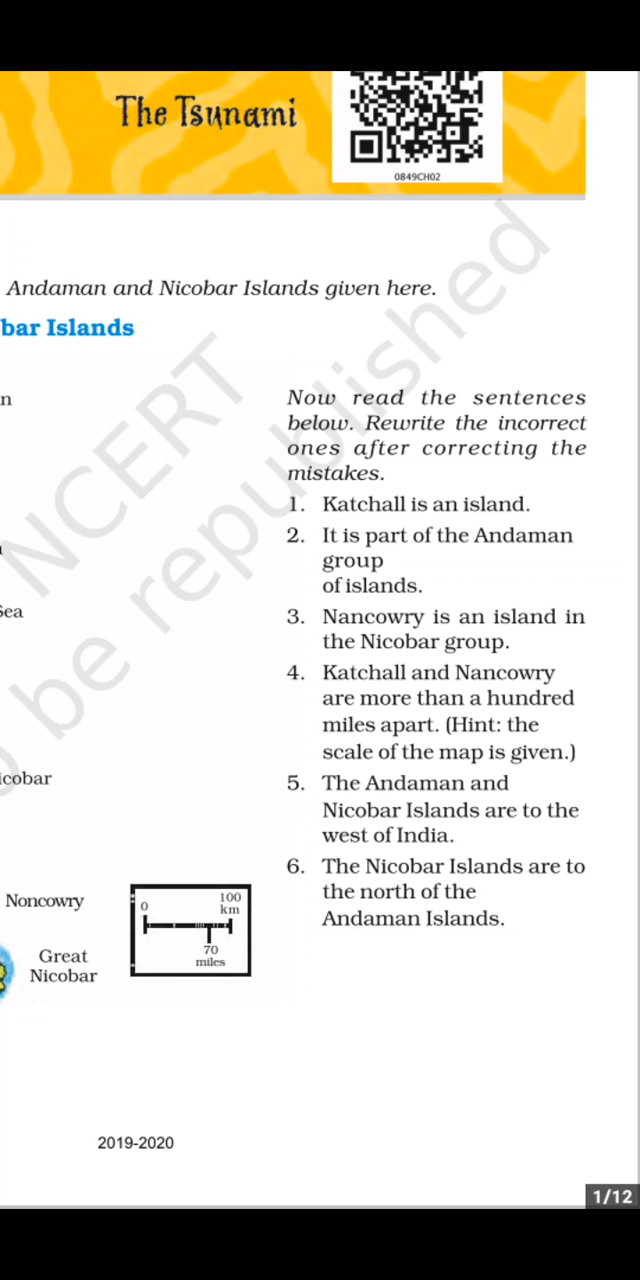 The Tsunami
0849CH02
Andaman and Nicobar Islands given here.
bar Islands
n
Now read the sentences
below. Rewrite the incorrect
ones after correcting the
mistakes.
1. Katchall is an island.
2. It is part of the Andaman
group
of islands.
Sea
3. Nancowry is an island in
the Nicobar group.
4. Katchall and Nancowry
are more than a hundred
miles apart. (Hint: the
scale of the map is given.)
icobar
5. The Andaman and
Nicobar Islands are to the
west of India.
6. The Nicobar Islands are to
the north of the
Andaman Islands.
Noncowry
0
100
km
70
miles
Great
Nicobar
NCERT
o be republished
2019-2020
1/12